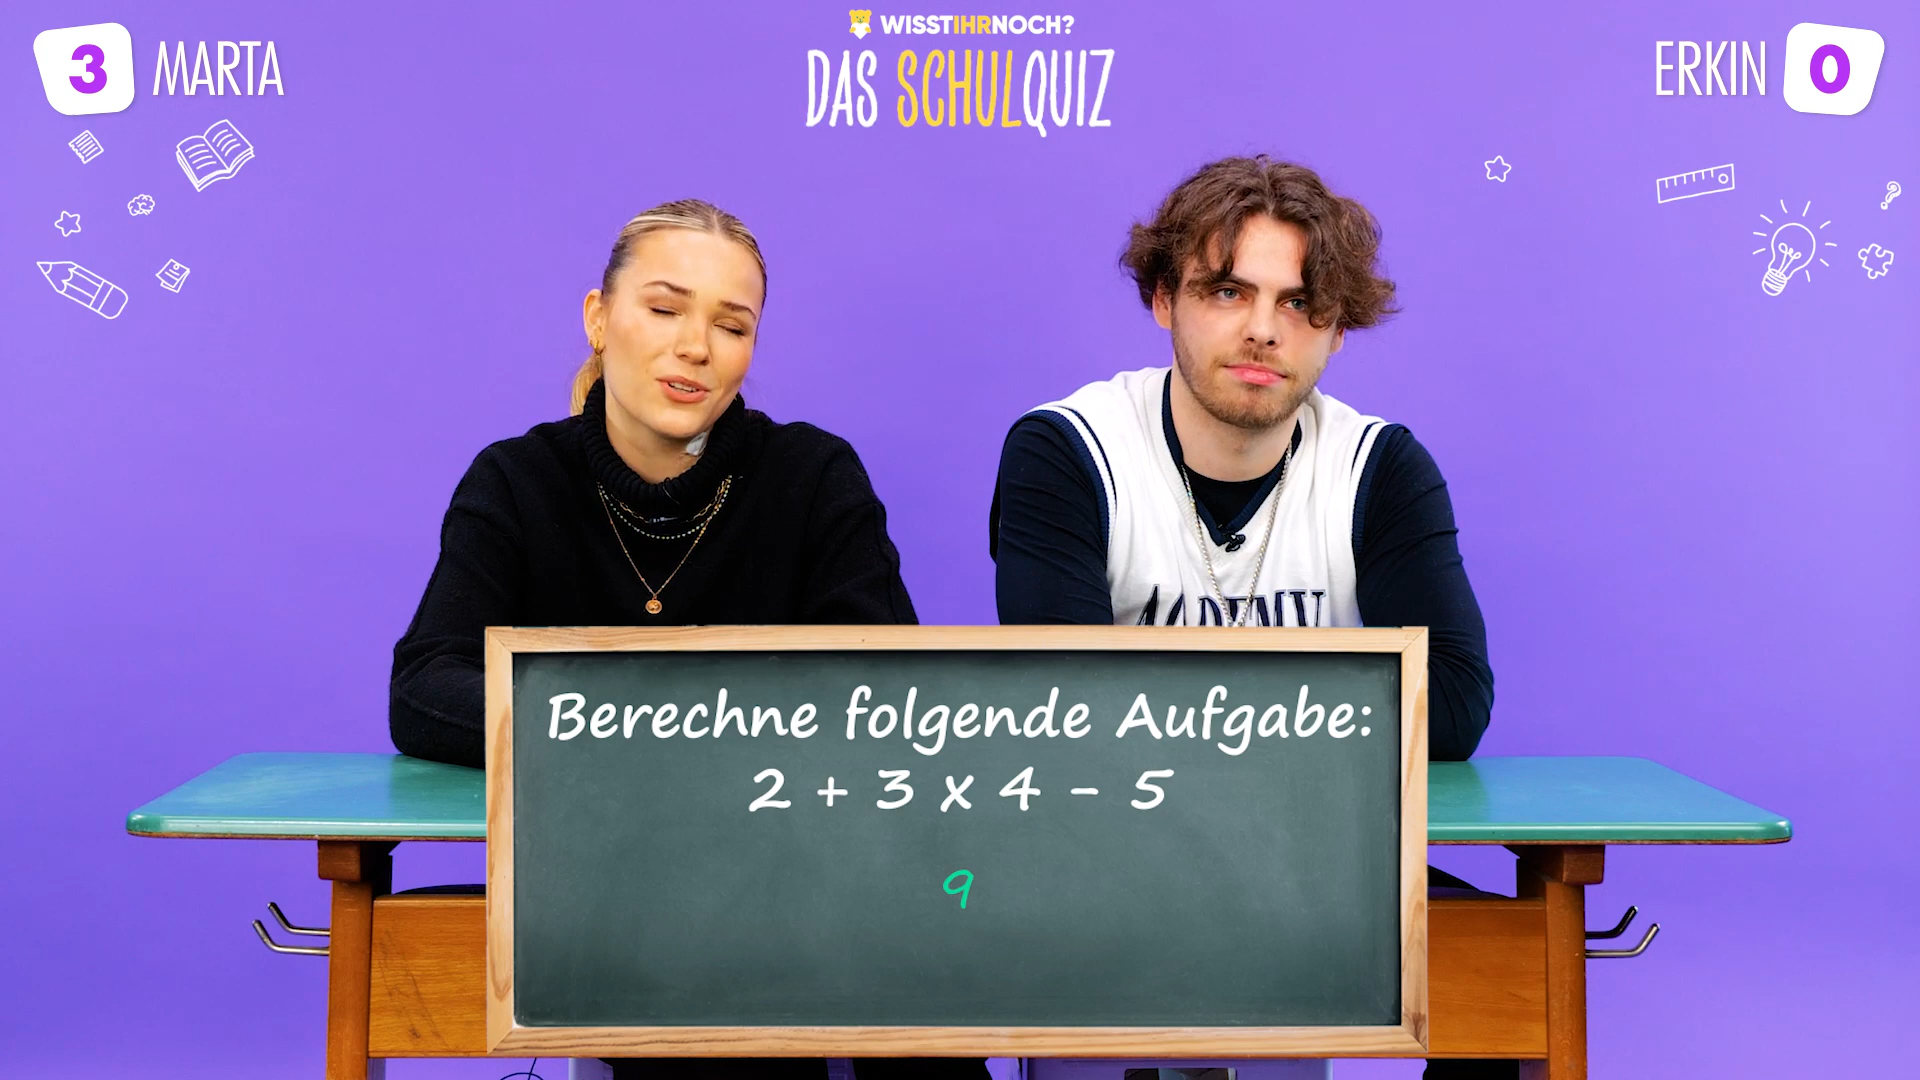 3 MARTA
WISSTIHRNOCH?
DAS SCHULQUIZ
ERKIN 0
Berechne folgende Aufgabe:
2 + 3 x 4 - 5
9